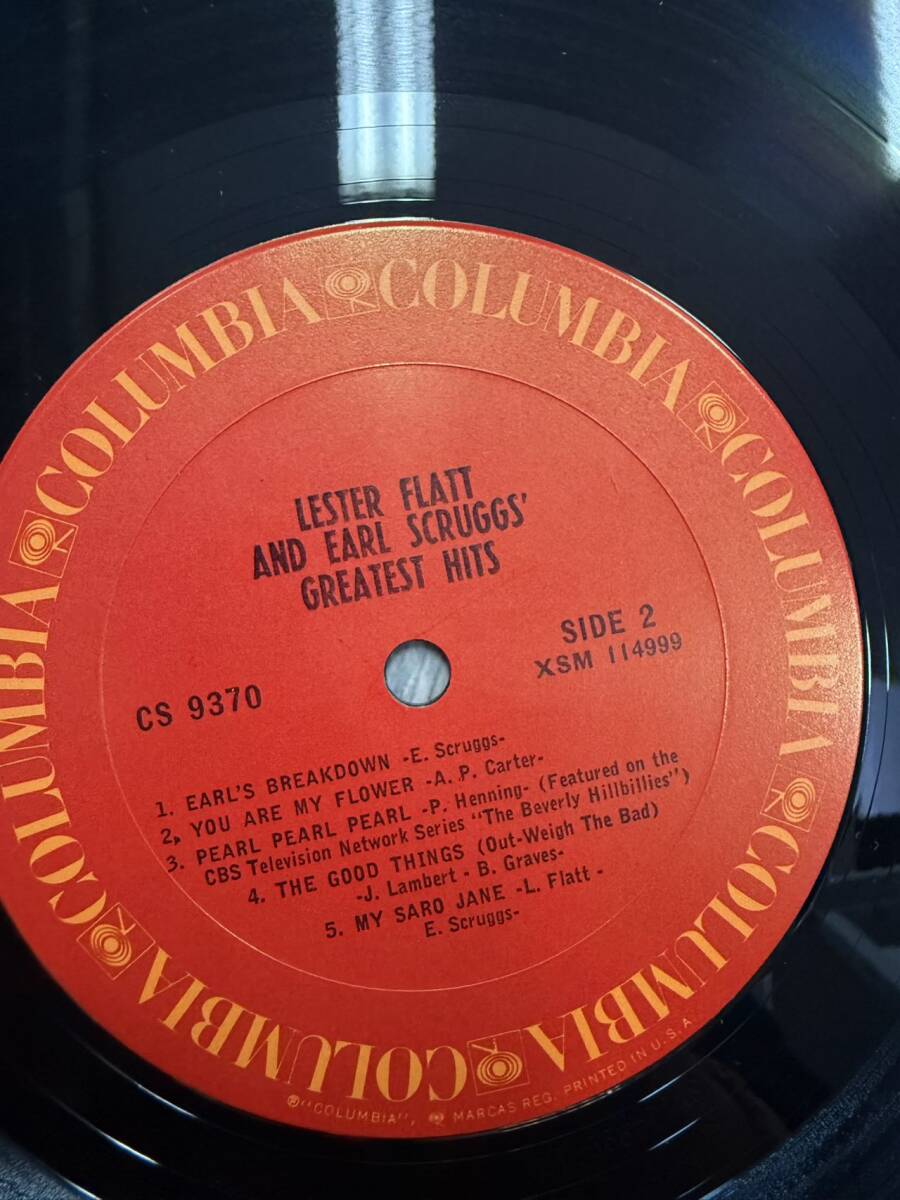 COLUMBIA COLUMBIA COLUMBIA COLUMBIA COLUMBIA COLUMBIA COLUMBIA COLUMBIA
LESTER FLATT
AND EARL SCRUGGS'
GREATEST HITS
SIDE 2
XSM 114999
CS 9370
1. EARL'S BREAKDOWN -E. Scruggs-
2. YOU ARE MY FLOWER -A. P. Carter-
3. PEARL PEARL PEARL -P. Henning- (Featured on the
CBS Television Network Series "The Beverly Hillbillies")
4. THE GOOD THINGS (Out-Weigh The Bad)
-J. Lambert - B. Graves-
5. MY SARO JANE -L. Flatt -
E. Scruggs-
® "COLUMBIA", MARCAS REG. PRINTED IN U.S.A.